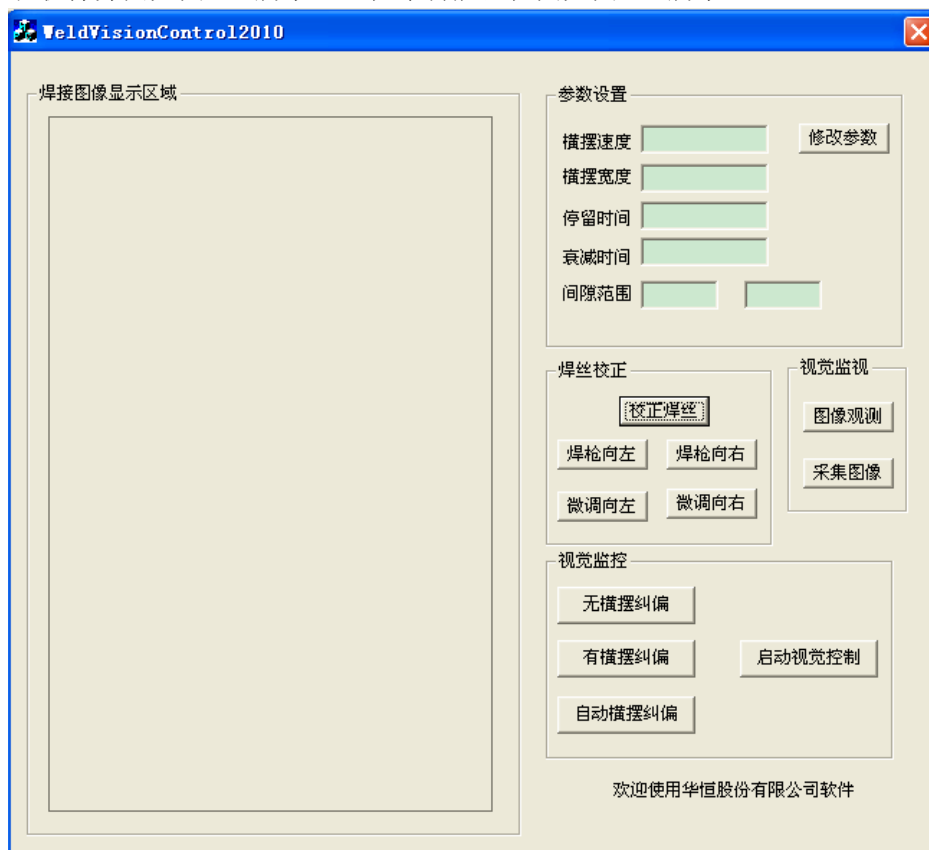 WeldVisionControl2010
焊接图像显示区域
参数设置
横摆速度
修改参数
横摆宽度
停留时间
衰减时间
间隙范围
焊丝校正
校正焊丝
焊枪向左
焊枪向右
微调向左
微调向右
视觉监视
图像观测
采集图像
视觉监控
无横摆纠偏
有横摆纠偏
启动视觉控制
自动横摆纠偏
欢迎使用华恒股份有限公司软件